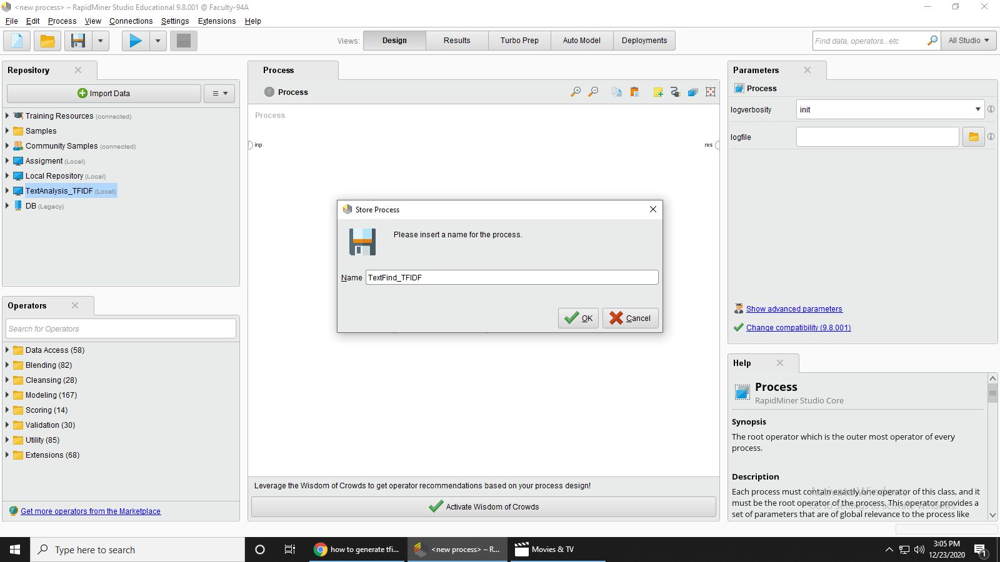 <new process> – RapidMiner Studio Educational 9.8.001 @ Faculty-94A
File Edit Process View Connections Settings Extensions Help
Views: Design Results Turbo Prep Auto Model Deployments
Find data, operators...etc
All Studio
Repository
Import Data
Training Resources (connected)
Samples
Community Samples (connected)
Assigment (Local)
Local Repository (Local)
TextAnalysis_TFIDF (Local)
DB (Legacy)
Operators
Search for Operators
Data Access (58)
Blending (82)
Cleansing (28)
Modeling (167)
Scoring (14)
Validation (30)
Utility (85)
Extensions (68)
Get more operators from the Marketplace
Process
Process
Process
inp
res
Store Process
Please insert a name for the process.
Name TextFind_TFIDF
OK Cancel
Leverage the Wisdom of Crowds to get operator recommendations based on your process design!
Activate Wisdom of Crowds
Parameters
Process
logverbosity init
logfile
Show advanced parameters
Change compatibility (9.8.001)
Help
Process
RapidMiner Studio Core
Synopsis
The root operator which is the outer most operator of every
process.
Description
Each process must contain exactly one operator of this class, and it
must be the root operator of the process. This operator provides a
set of parameters that are of global relevance to the process like
Activate Windows
Go to Settings to activate Windows.
Type here to search
how to generate tfi...
<new process> – R...
Movies & TV
3:05 PM
12/23/2020
1